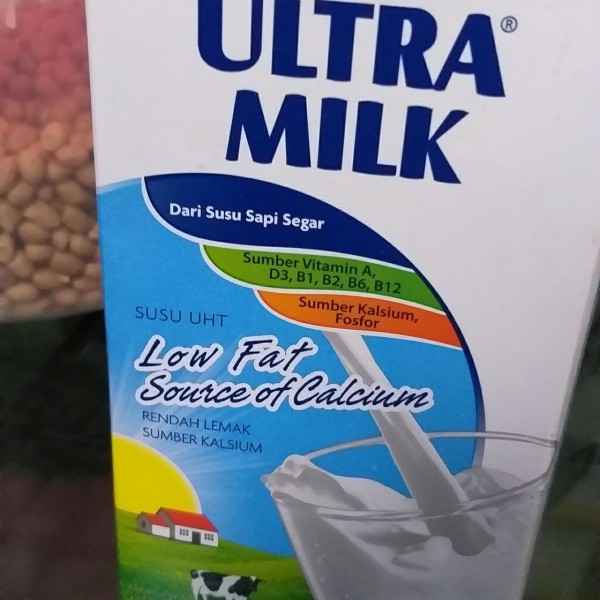 ULTRA®
MILK
Dari Susu Sapi Segar
Sumber Vitamin A,
D3, B1, B2, B6, B12
Sumber Kalsium,
Fosfor
SUSU UHT
Low Fat
Source of Calcium
RENDAH LEMAK
SUMBER KALSIUM